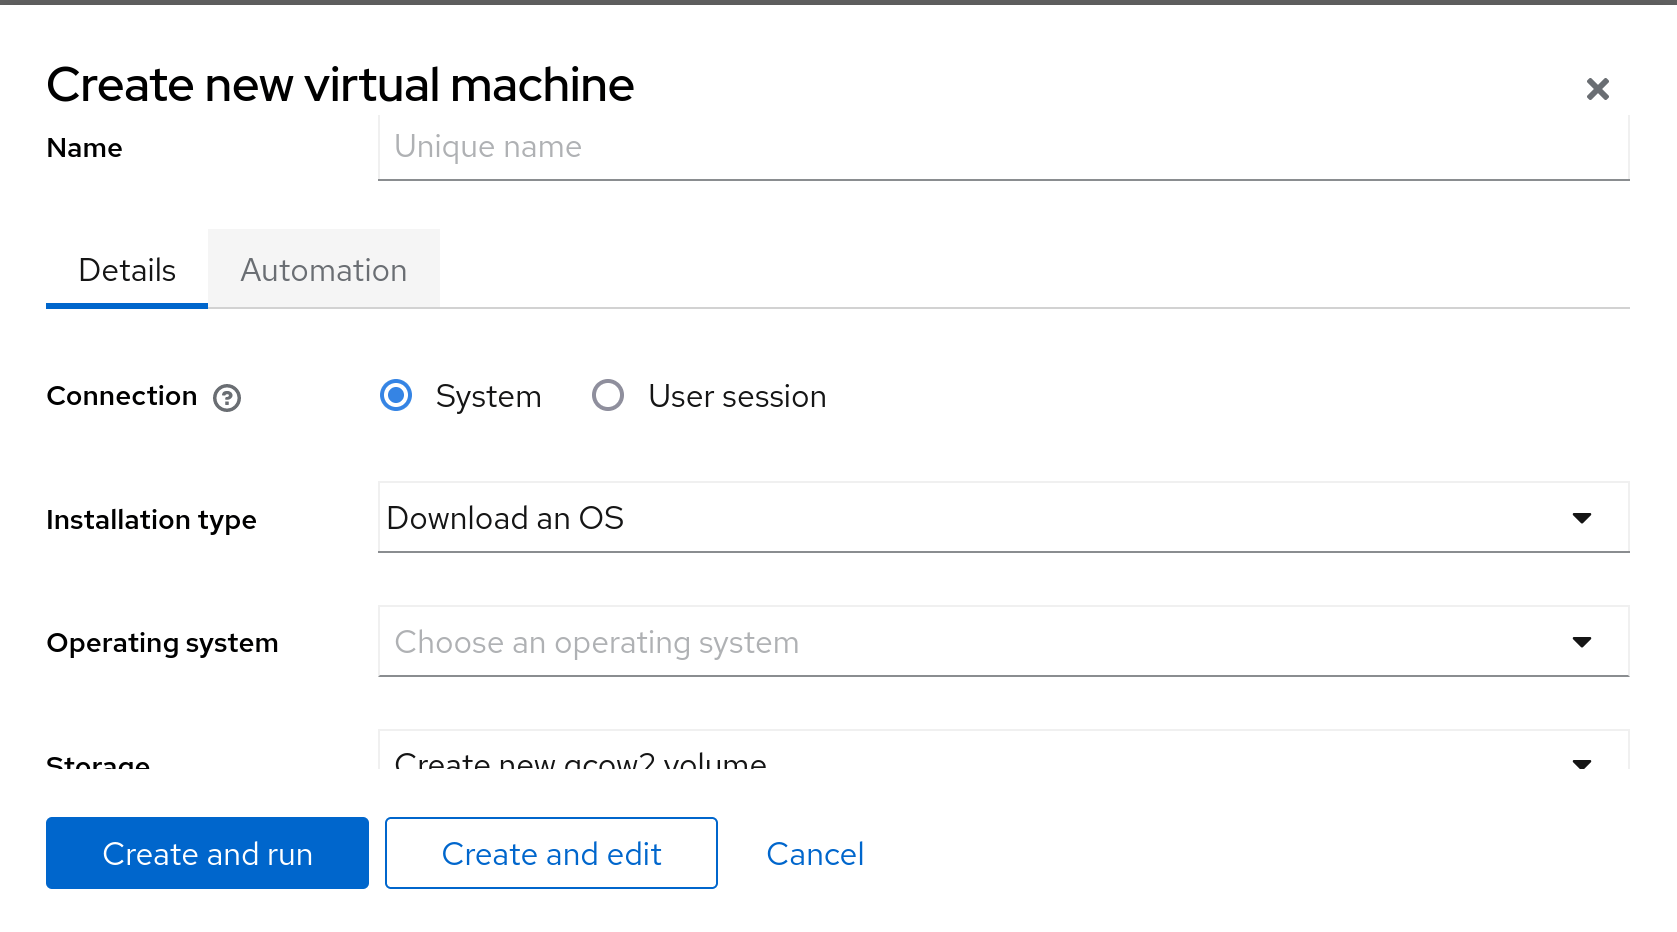 Create new virtual machine
Name Unique name
Details Automation
Connection System User session
Installation type Download an OS
Operating system Choose an operating system
Storage Create new qcow2 volume
Create and run Create and edit Cancel